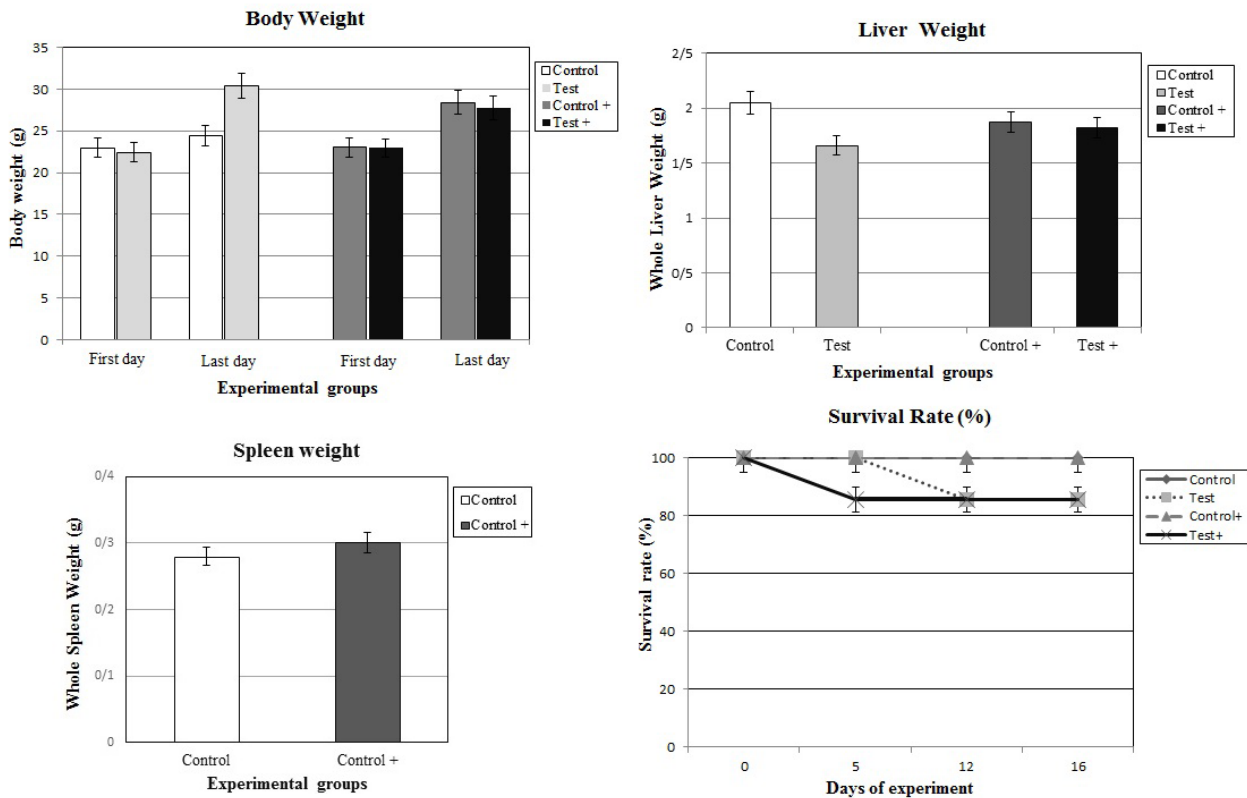 Body Weight
35
30
25
20
15
10
5
0
Body weight (g)
First day
Last day
First day
Last day
Experimental groups
Control
Test
Control +
Test +
Liver Weight
2/5
2
1/5
1
0/5
0
Whole Liver Weight (g)
Control
Test
Control +
Test +
Experimental groups
Control
Test
Control +
Test +
Spleen weight
0/4
0/3
0/2
0/1
0
Whole Spleen Weight (g)
Control
Control +
Experimental groups
Control
Control +
Survival Rate (%)
100
80
60
40
20
0
Survival rate (%)
0
5
12
16
Days of experiment
Control
Test
Control+
Test+